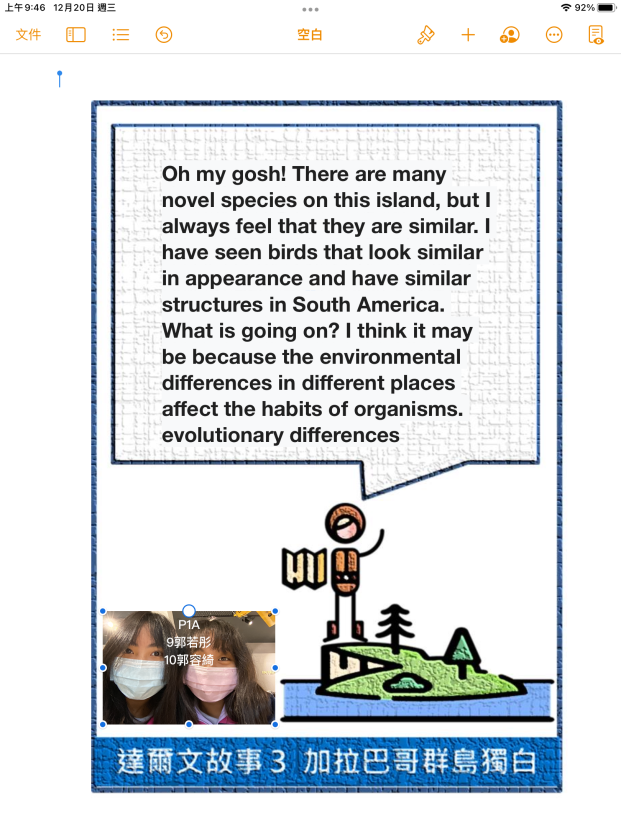 上午9:46 12月20日 週三
92%
文件
空白
Oh my gosh! There are many
novel species on this island, but I
always feel that they are similar. I
have seen birds that look similar
in appearance and have similar
structures in South America.
What is going on? I think it may
be because the environmental
differences in different places
affect the habits of organisms.
evolutionary differences
P1A
9郭若彤
10郭容綺
達爾文故事3 加拉巴哥群島獨白